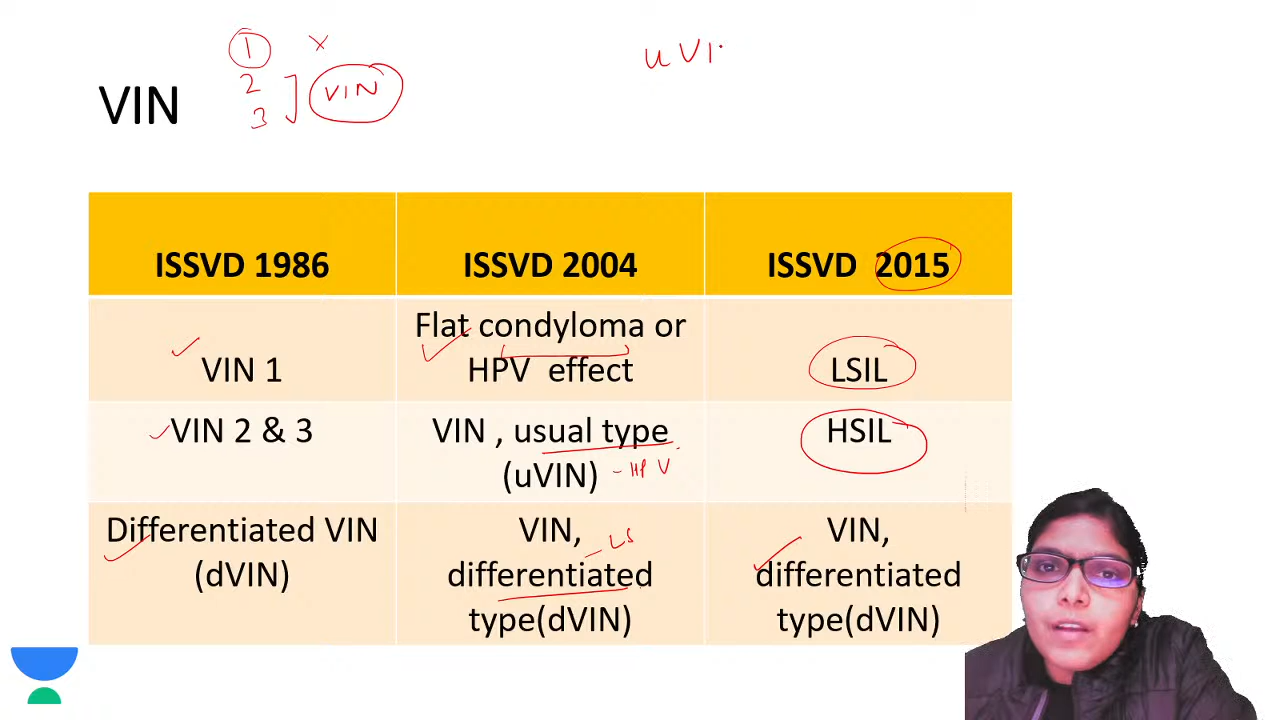 1 x
2
3
VIN
uVI
VIN
ISSVD 1986
ISSVD 2004
ISSVD 2015
VIN 1
Flat condyloma or
HPV effect
LSIL
VIN 2 & 3
VIN , usual type
(uVIN) - HPV
HSIL
Differentiated VIN
(dVIN)
VIN,
- LS
differentiated
type(dVIN)
VIN,
differentiated
type(dVIN)